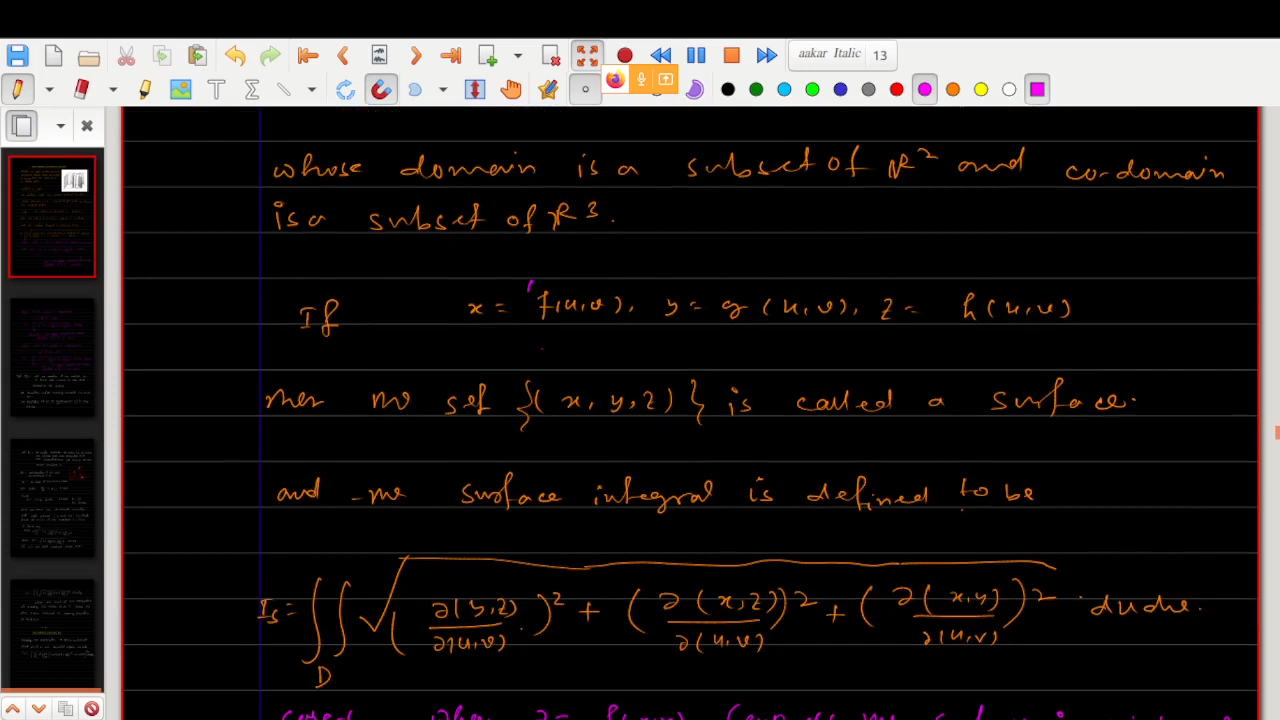 aakar Italic 13
whose domain is a subset of R² and co-domain
is a subset of R³.
If x = f(u,v), y = g(u,v), z = h(u,v)
then the set {(x, y, z)} is called a surface.
and the surface integral is defined to be
Is = ∫∫_D √((∂(y,z)/∂(u,v))² + (∂(x,z)/∂(u,v))² + (∂(x,y)/∂(u,v))²) · du dv.